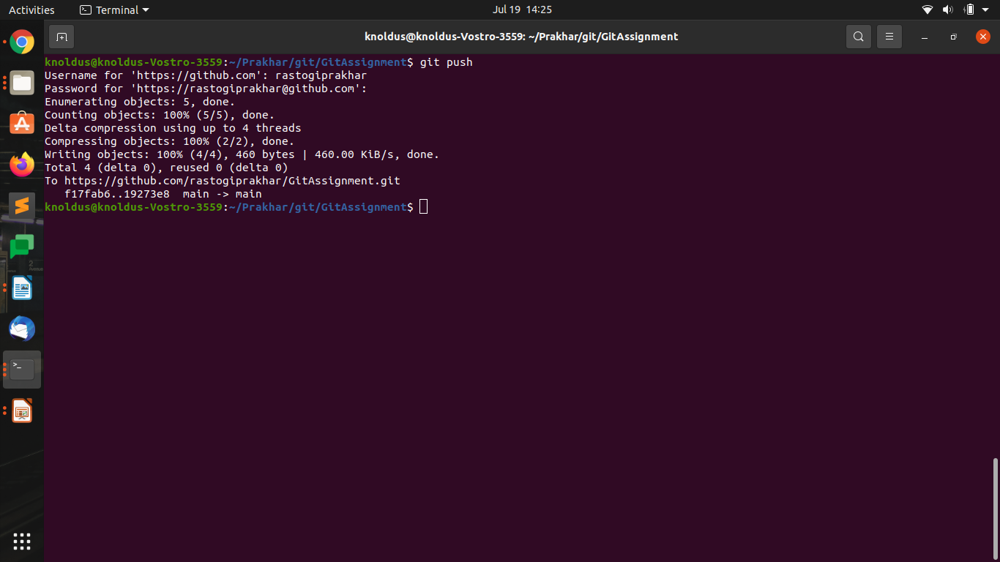 Activities
Terminal
Jul 19 14:25
knoldus@knoldus-Vostro-3559: ~/Prakhar/git/GitAssignment
knoldus@knoldus-Vostro-3559:~/Prakhar/git/GitAssignment$ git push
Username for 'https://github.com': rastogiprakhar
Password for 'https://rastogiprakhar@github.com':
Enumerating objects: 5, done.
Counting objects: 100% (5/5), done.
Delta compression using up to 4 threads
Compressing objects: 100% (2/2), done.
Writing objects: 100% (4/4), 460 bytes | 460.00 KiB/s, done.
Total 4 (delta 0), reused 0 (delta 0)
To https://github.com/rastogiprakhar/GitAssignment.git
   f17fab6..19273e8  main -> main
knoldus@knoldus-Vostro-3559:~/Prakhar/git/GitAssignment$